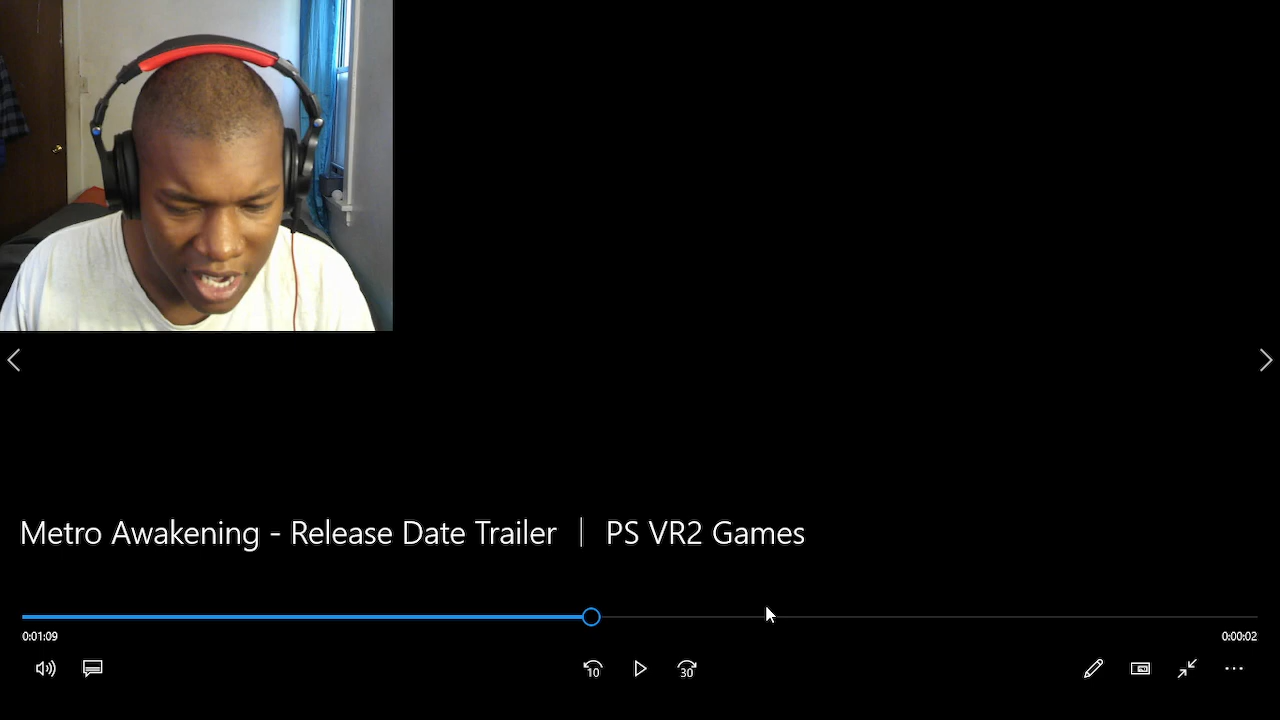 Metro Awakening - Release Date Trailer | PS VR2 Games
0:01:09
0:00:02
10
30